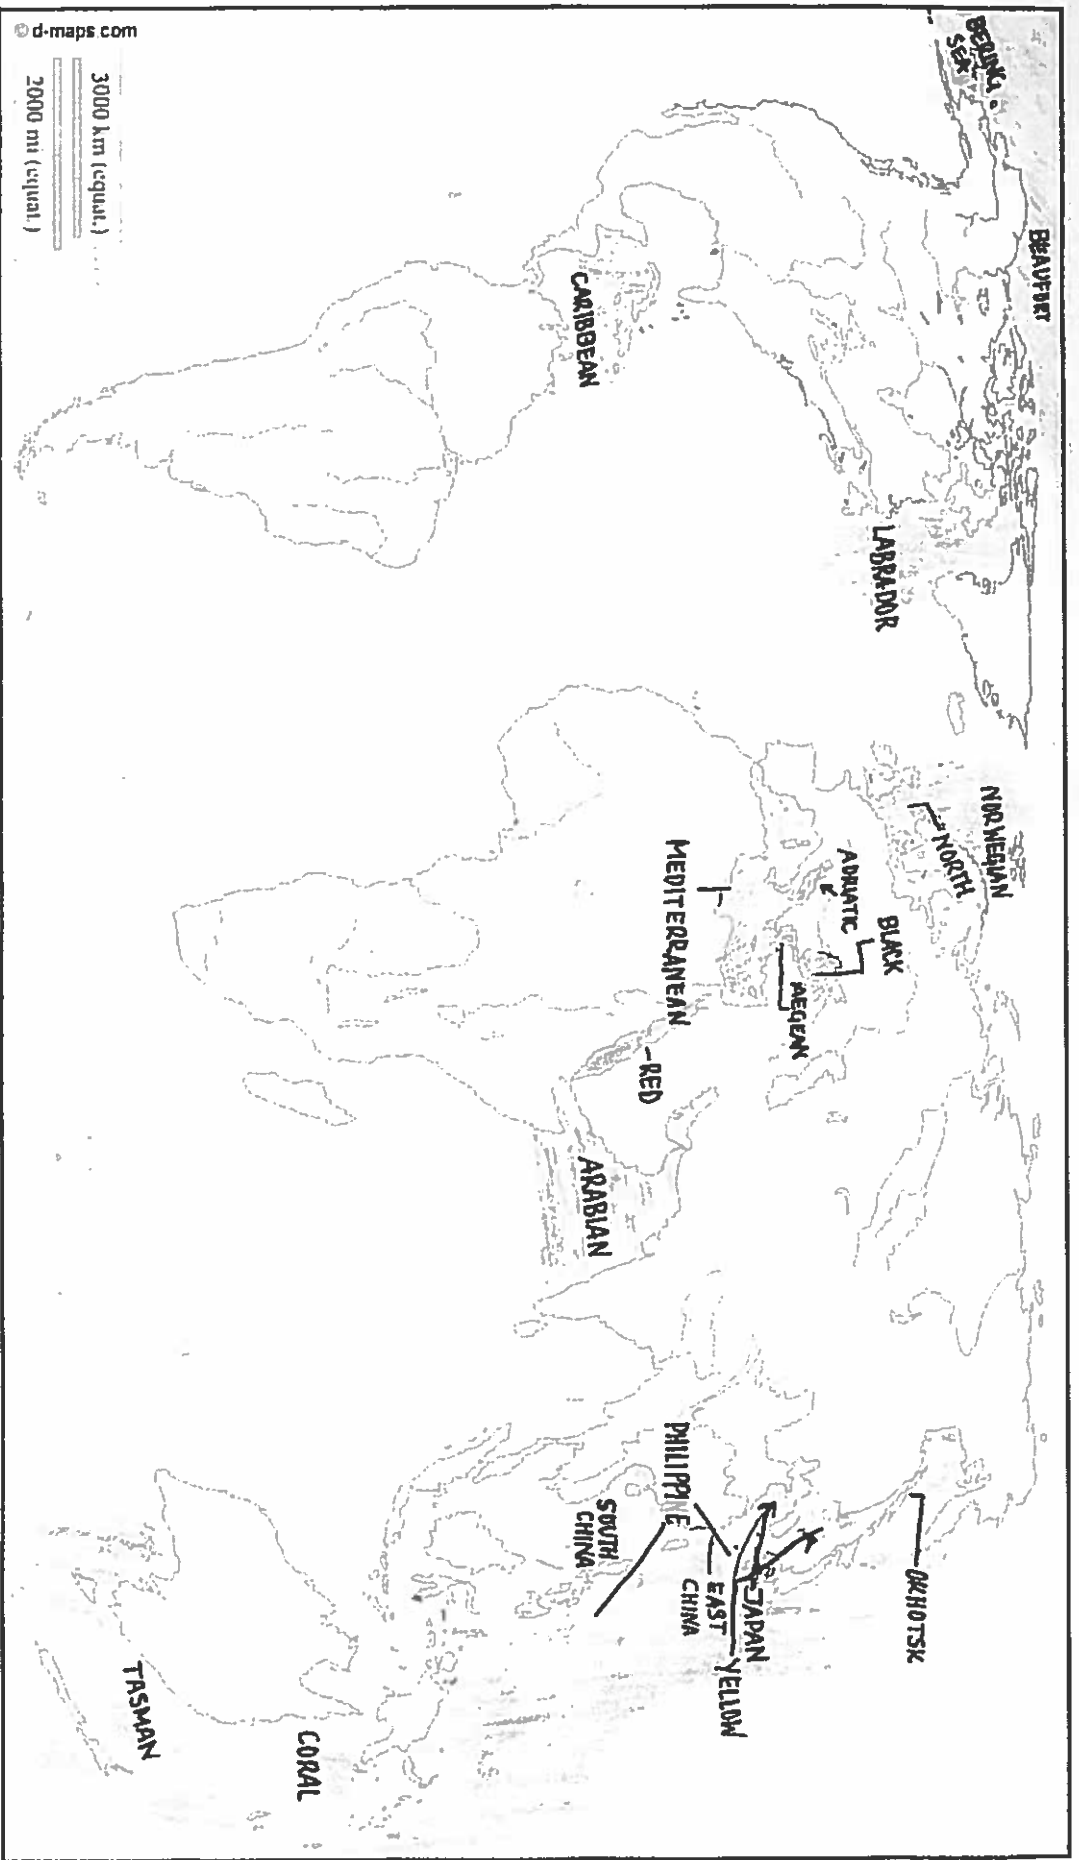 BERING
SEA
BEAUFORT
LABRADOR
CARIBBEAN
NORWEGIAN
NORTH
ADRIATIC
BLACK
AEGEAN
MEDITERRANEAN
RED
ARABIAN
OKHOTSK
JAPAN
YELLOW
EAST
CHINA
PHILIPPINE
SOUTH
CHINA
CORAL
TASMAN
3000 km (equat.)
2000 mi (equat.)
© d-maps.com